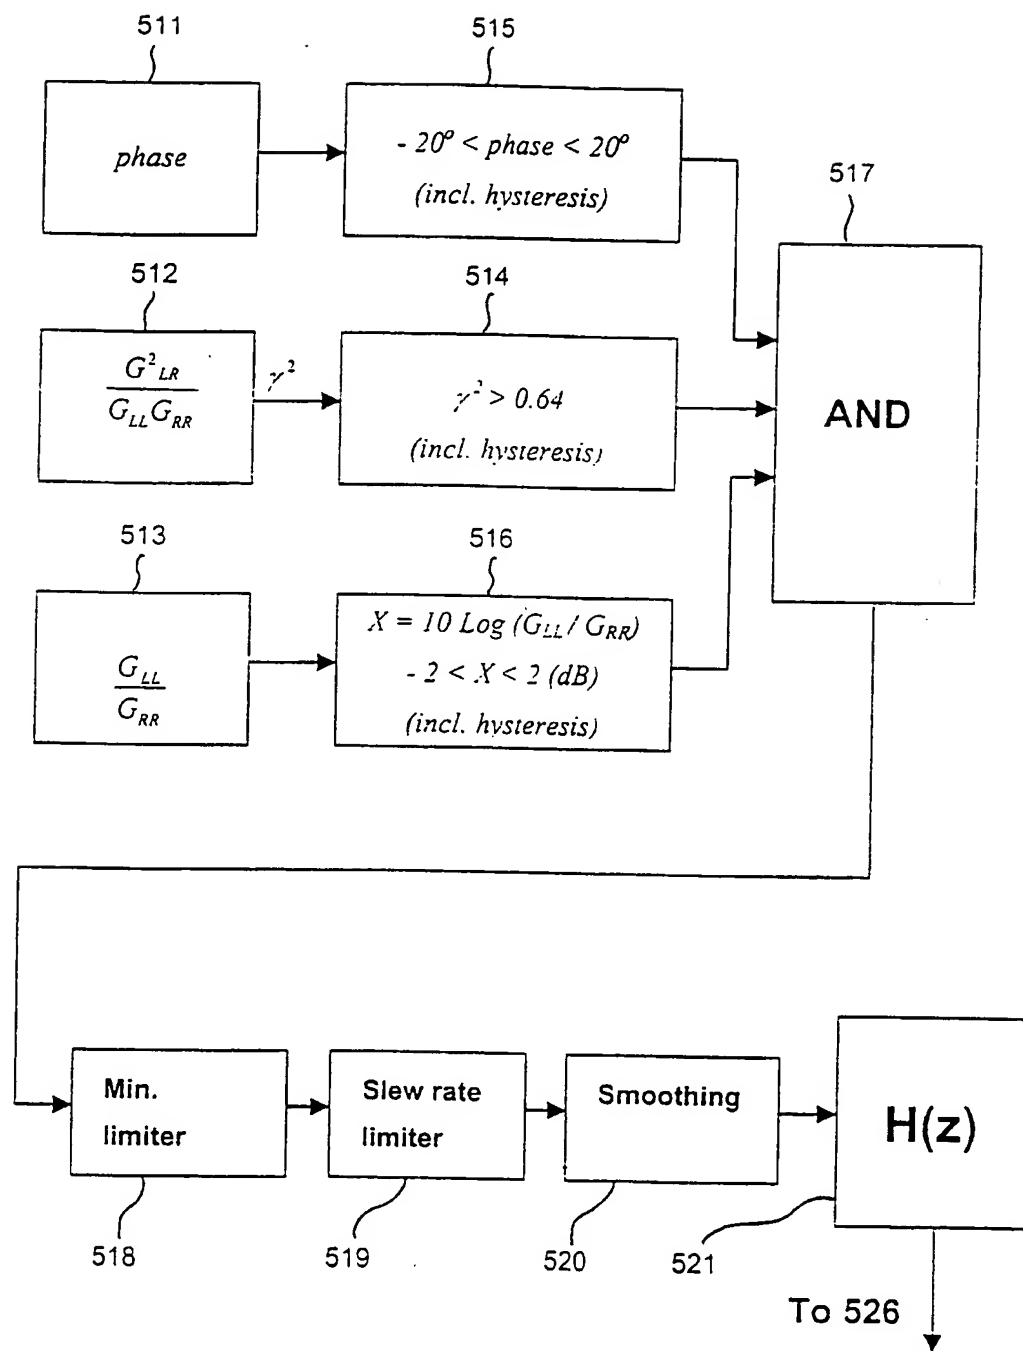 511
515
phase
- 20° < phase < 20°
(incl. hysteresis)
517
512
514
G²LR
GLLGRR
γ²
γ² > 0.64
(incl. hysteresis)
AND
513
516
GLL
GRR
X = 10 Log (GLL / GRR)
- 2 < X < 2 (dB)
(incl. hysteresis)
Min.
limiter
Slew rate
limiter
Smoothing
H(z)
518
519
520
521
To 526